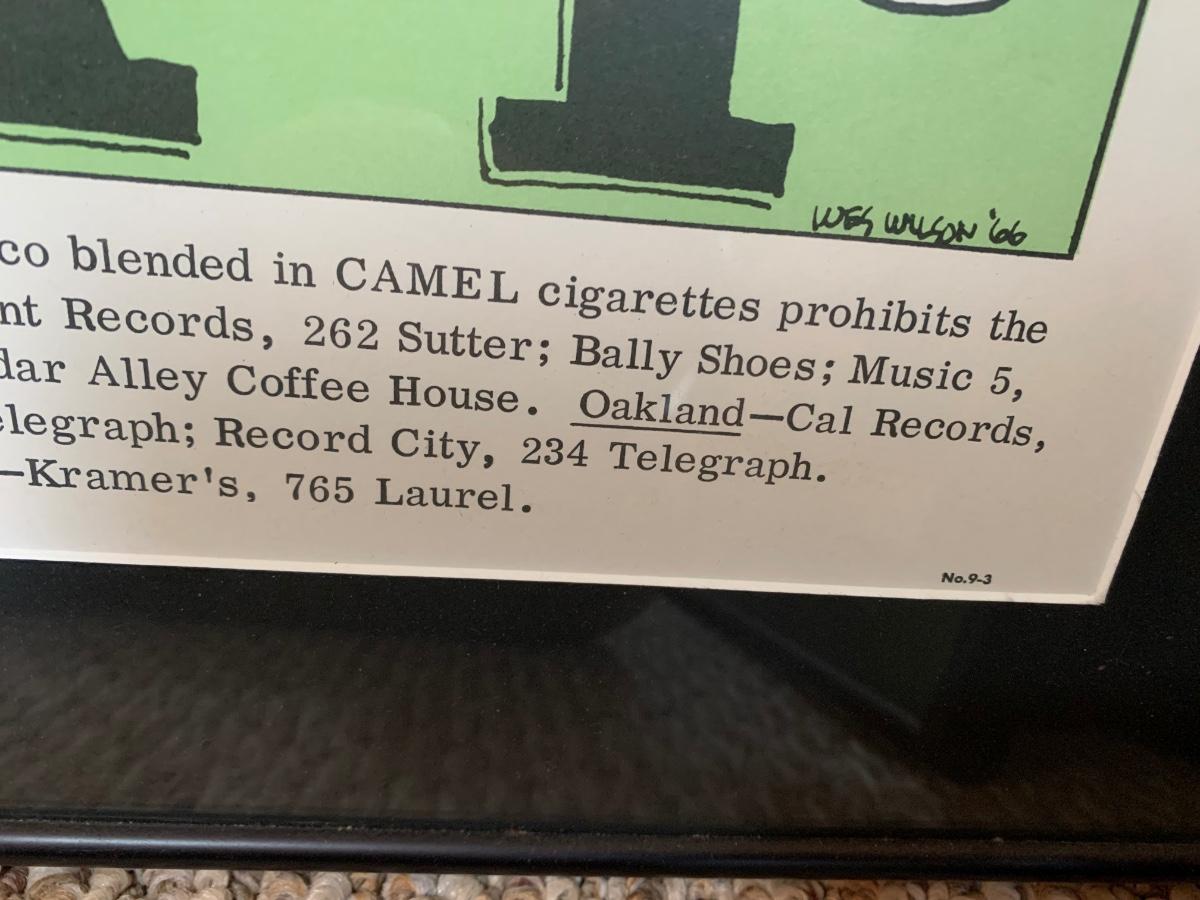 WES WILSON '66
co blended in CAMEL cigarettes prohibits the
nt Records, 262 Sutter; Bally Shoes; Music 5,
dar Alley Coffee House. Oakland—Cal Records,
elegraph; Record City, 234 Telegraph.
—Kramer's, 765 Laurel.
No.9-3